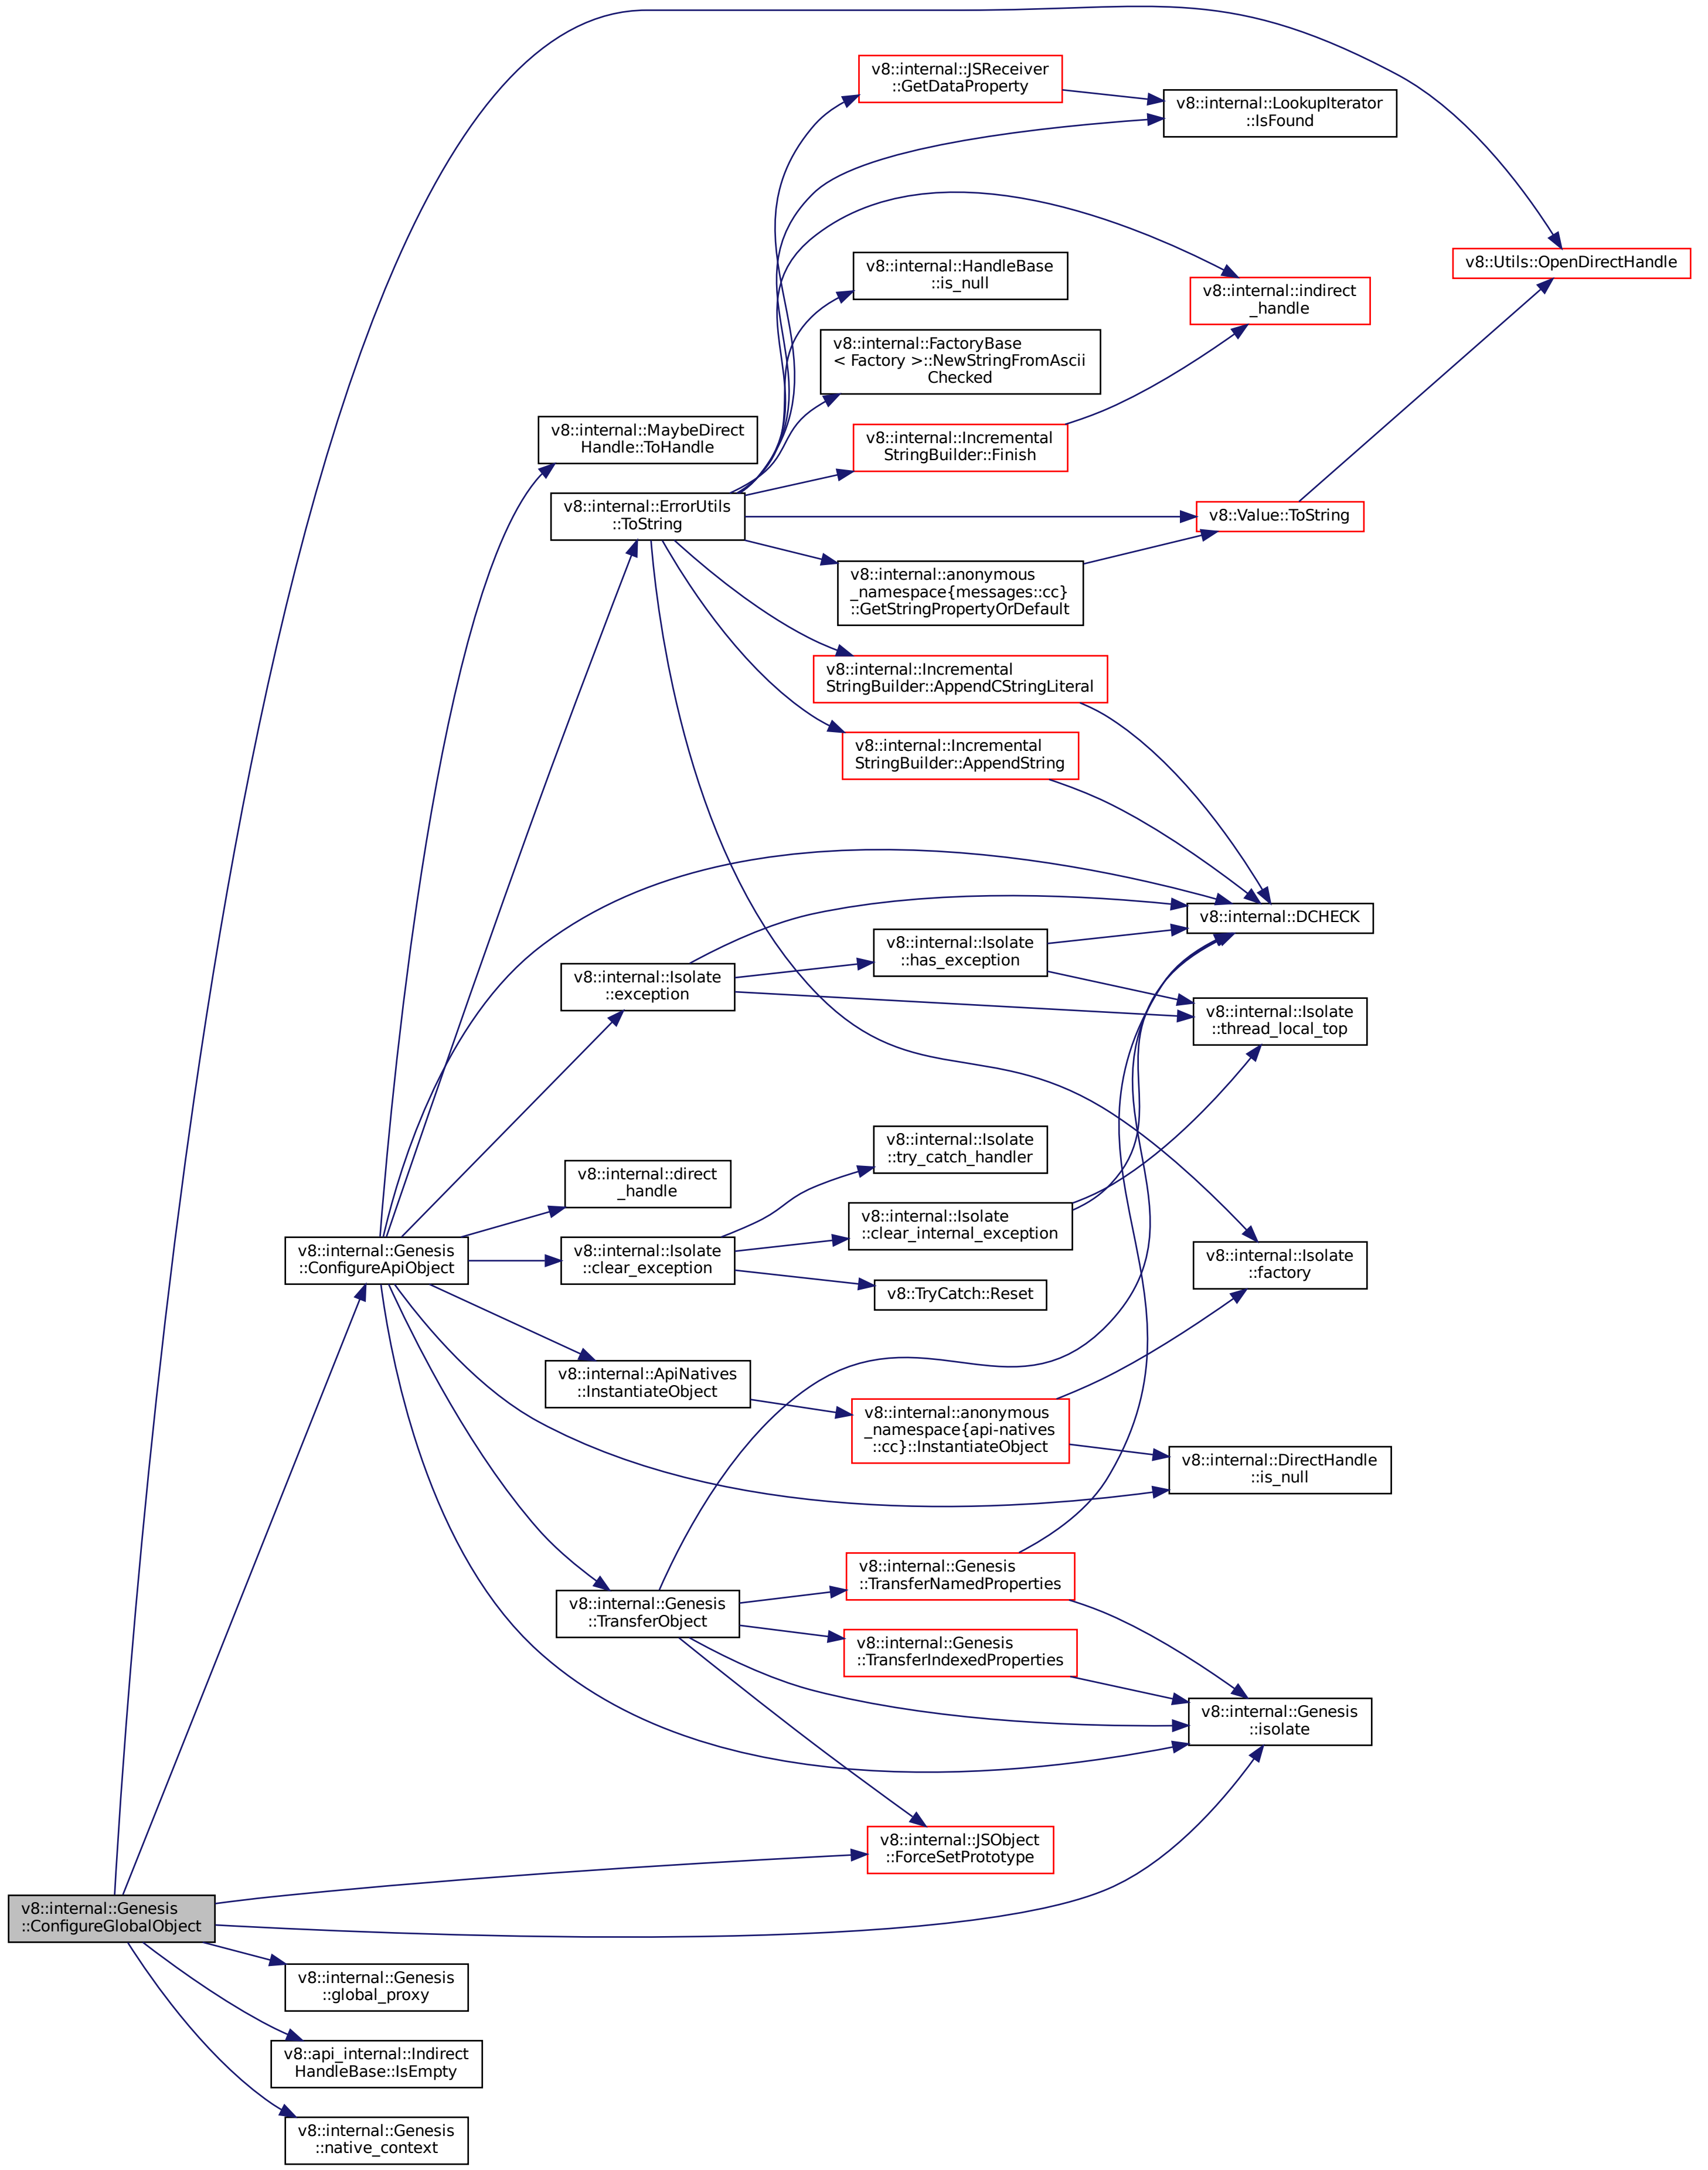 v8::internal::JSReceiver
::GetDataProperty
v8::internal::LookupIterator
::IsFound
v8::internal::HandleBase
::is_null
v8::Utils::OpenDirectHandle
v8::internal::indirect
_handle
v8::internal::FactoryBase
< Factory >::NewStringFromAscii
Checked
v8::internal::MaybeDirect
Handle::ToHandle
v8::internal::Incremental
StringBuilder::Finish
v8::internal::ErrorUtils
::ToString
v8::Value::ToString
v8::internal::anonymous
_namespace{messages::cc}
::GetStringPropertyOrDefault
v8::internal::Incremental
StringBuilder::AppendCStringLiteral
v8::internal::Incremental
StringBuilder::AppendString
v8::internal::DCHECK
v8::internal::Isolate
::has_exception
v8::internal::Isolate
::exception
v8::internal::Isolate
::thread_local_top
v8::internal::Isolate
::try_catch_handler
v8::internal::direct
_handle
v8::internal::Isolate
::clear_internal_exception
v8::internal::Genesis
::ConfigureApiObject
v8::internal::Isolate
::clear_exception
v8::internal::Isolate
::factory
v8::TryCatch::Reset
v8::internal::ApiNatives
::InstantiateObject
v8::internal::anonymous
_namespace{api-natives
::cc}::InstantiateObject
v8::internal::DirectHandle
::is_null
v8::internal::Genesis
::TransferNamedProperties
v8::internal::Genesis
::TransferObject
v8::internal::Genesis
::TransferIndexedProperties
v8::internal::Genesis
::isolate
v8::internal::JSObject
::ForceSetPrototype
v8::internal::Genesis
::ConfigureGlobalObject
v8::internal::Genesis
::global_proxy
v8::api_internal::Indirect
HandleBase::IsEmpty
v8::internal::Genesis
::native_context